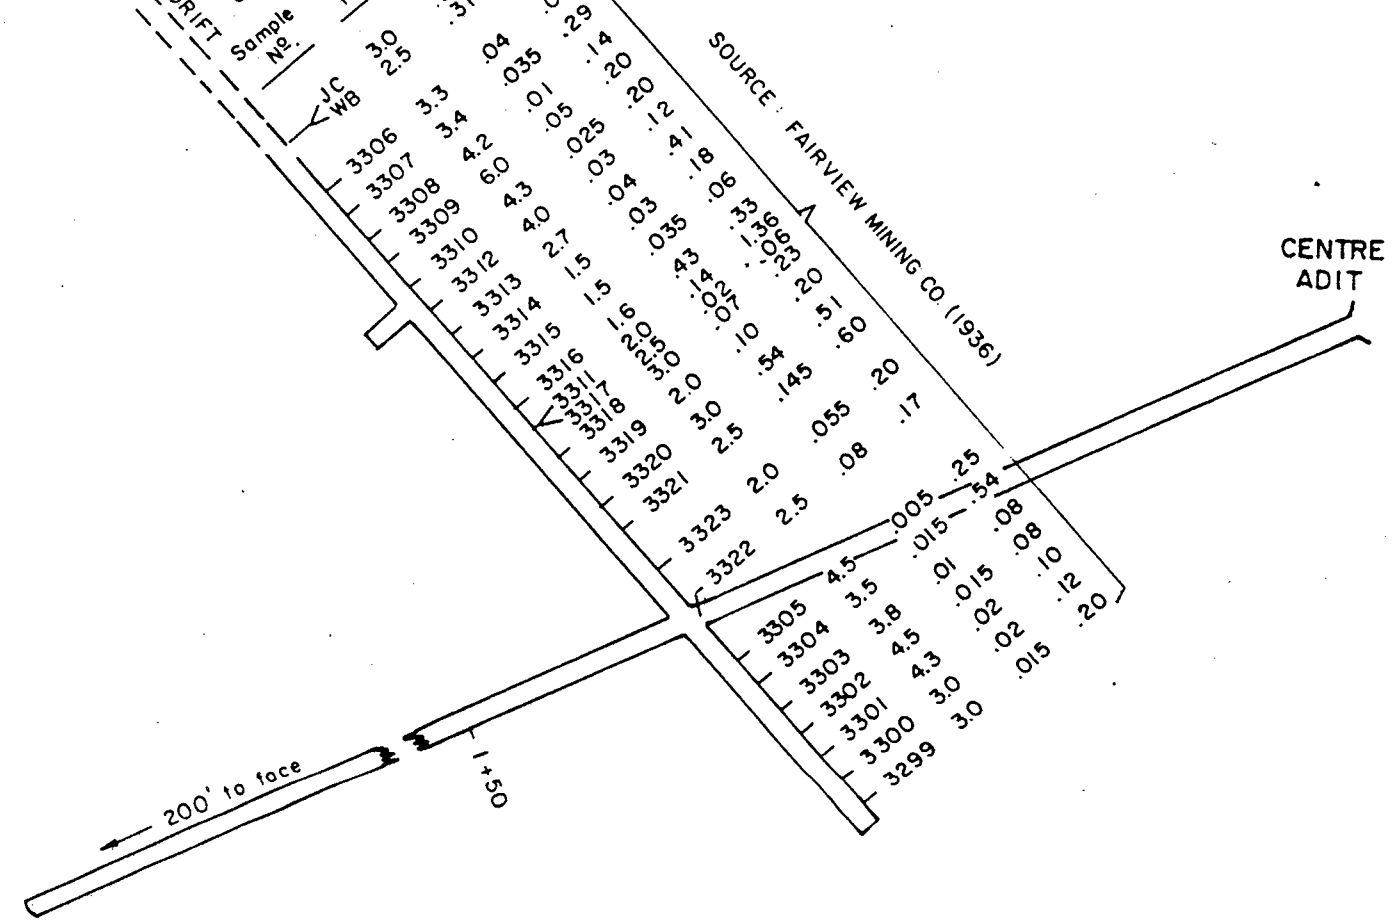 DRIFT
Sample
No.
JC 3.0
WB 2.5
3306 3.3 .04
3307 3.4 .035 .29
3308 4.2 .01 .14
3309 6.0 .05 .20
3310 4.3 .025 .20
3312 4.0 .03 .12
3313 2.7 .04 .41
3314 1.5 .03 .18
3315 1.5 .035 .06
3316 1.6 .43 .33
3311 2.0 .14 1.36
3317 2.5 .02 .06
3318 3.0 .07 .23
3319 2.0 .10 .20
3320 3.0 .54 .51
3321 2.5 .145 .60
3323 2.0 .055 .20
3322 2.5 .08 .17
3305 4.5 .005 .25
3304 3.5 .015 .54
3303 3.8 .01 .08
3302 4.5 .015 .08
3301 4.3 .02 .10
3300 3.0 .02 .12
3299 3.0 .015 .20
SOURCE : FAIRVIEW MINING CO. (1936)
CENTRE
ADIT
1+50
200' to face